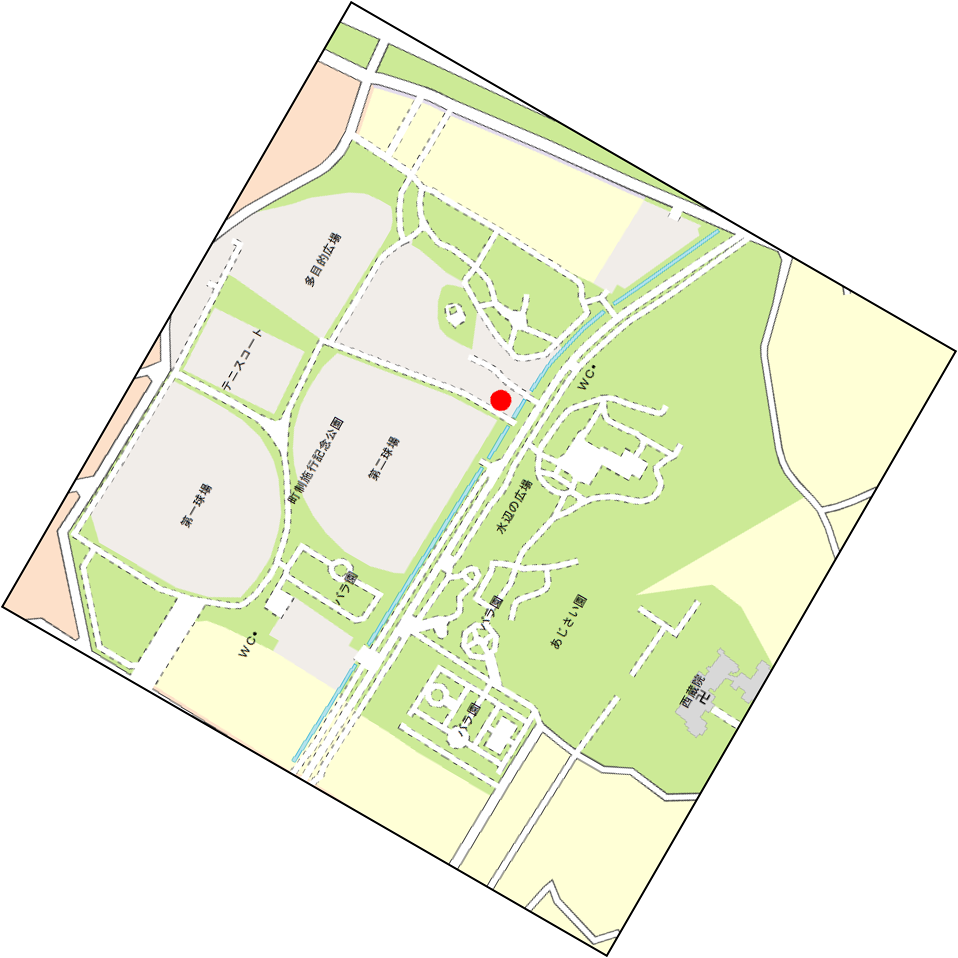 多目的広場
テニスコート
町制施行記念公園
第二球場
第一球場
WC
水辺の広場
バラ園
バラ園
あじさい園
WC
西蔵院
バラ園